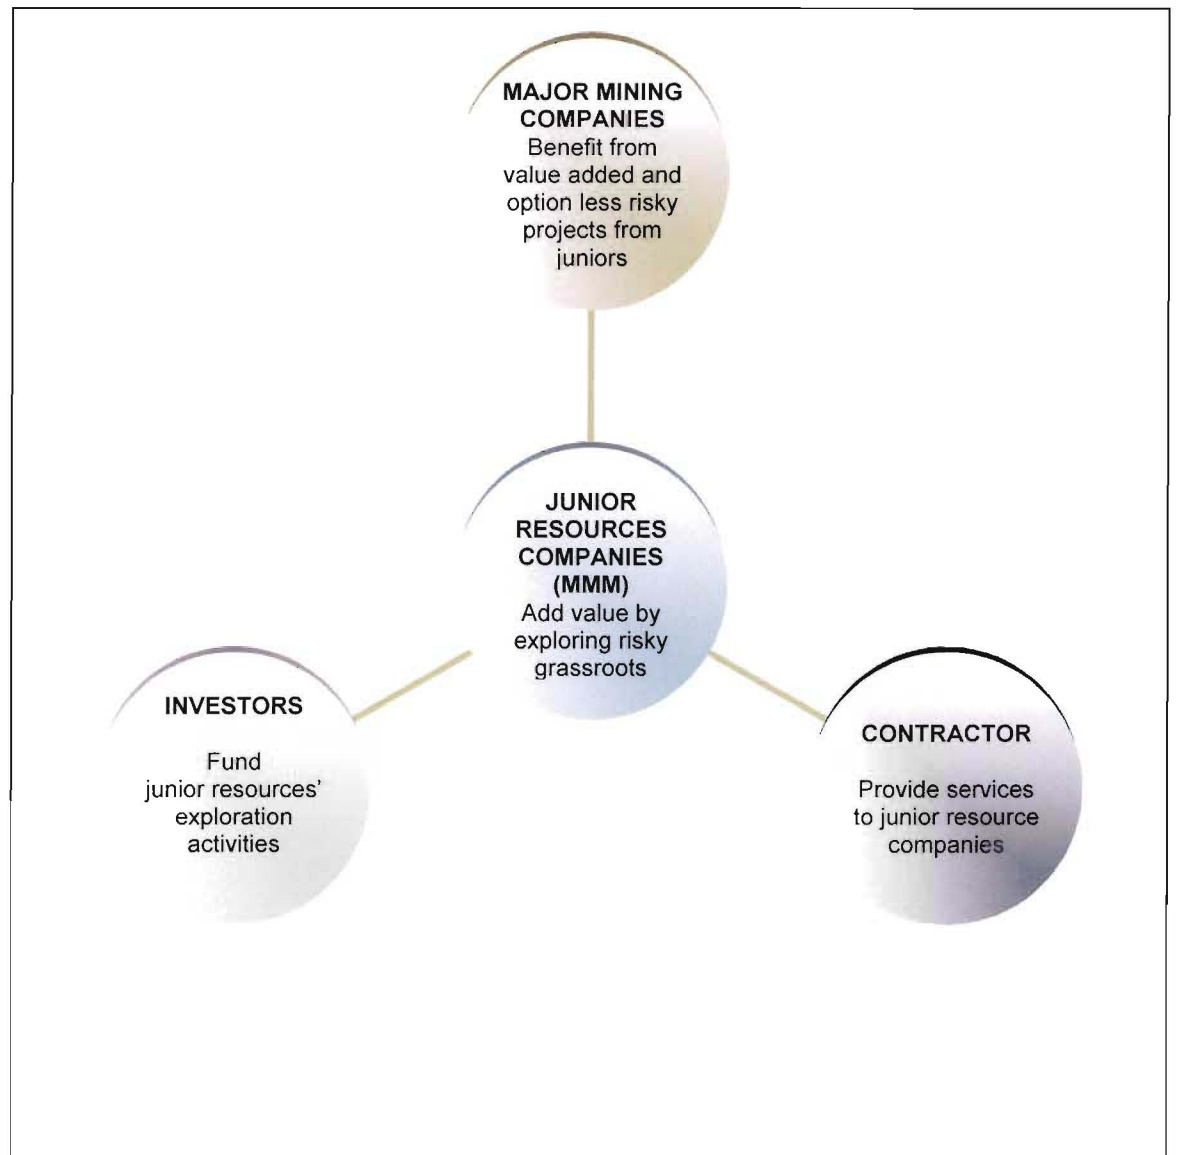 MAJOR MINING
COMPANIES
Benefit from
value added and
option less risky
projects from
juniors
JUNIOR
RESOURCES
COMPANIES
(MMM)
Add value by
exploring risky
grassroots
INVESTORS
Fund
junior resources'
exploration
activities
CONTRACTOR
Provide services
to junior resource
companies